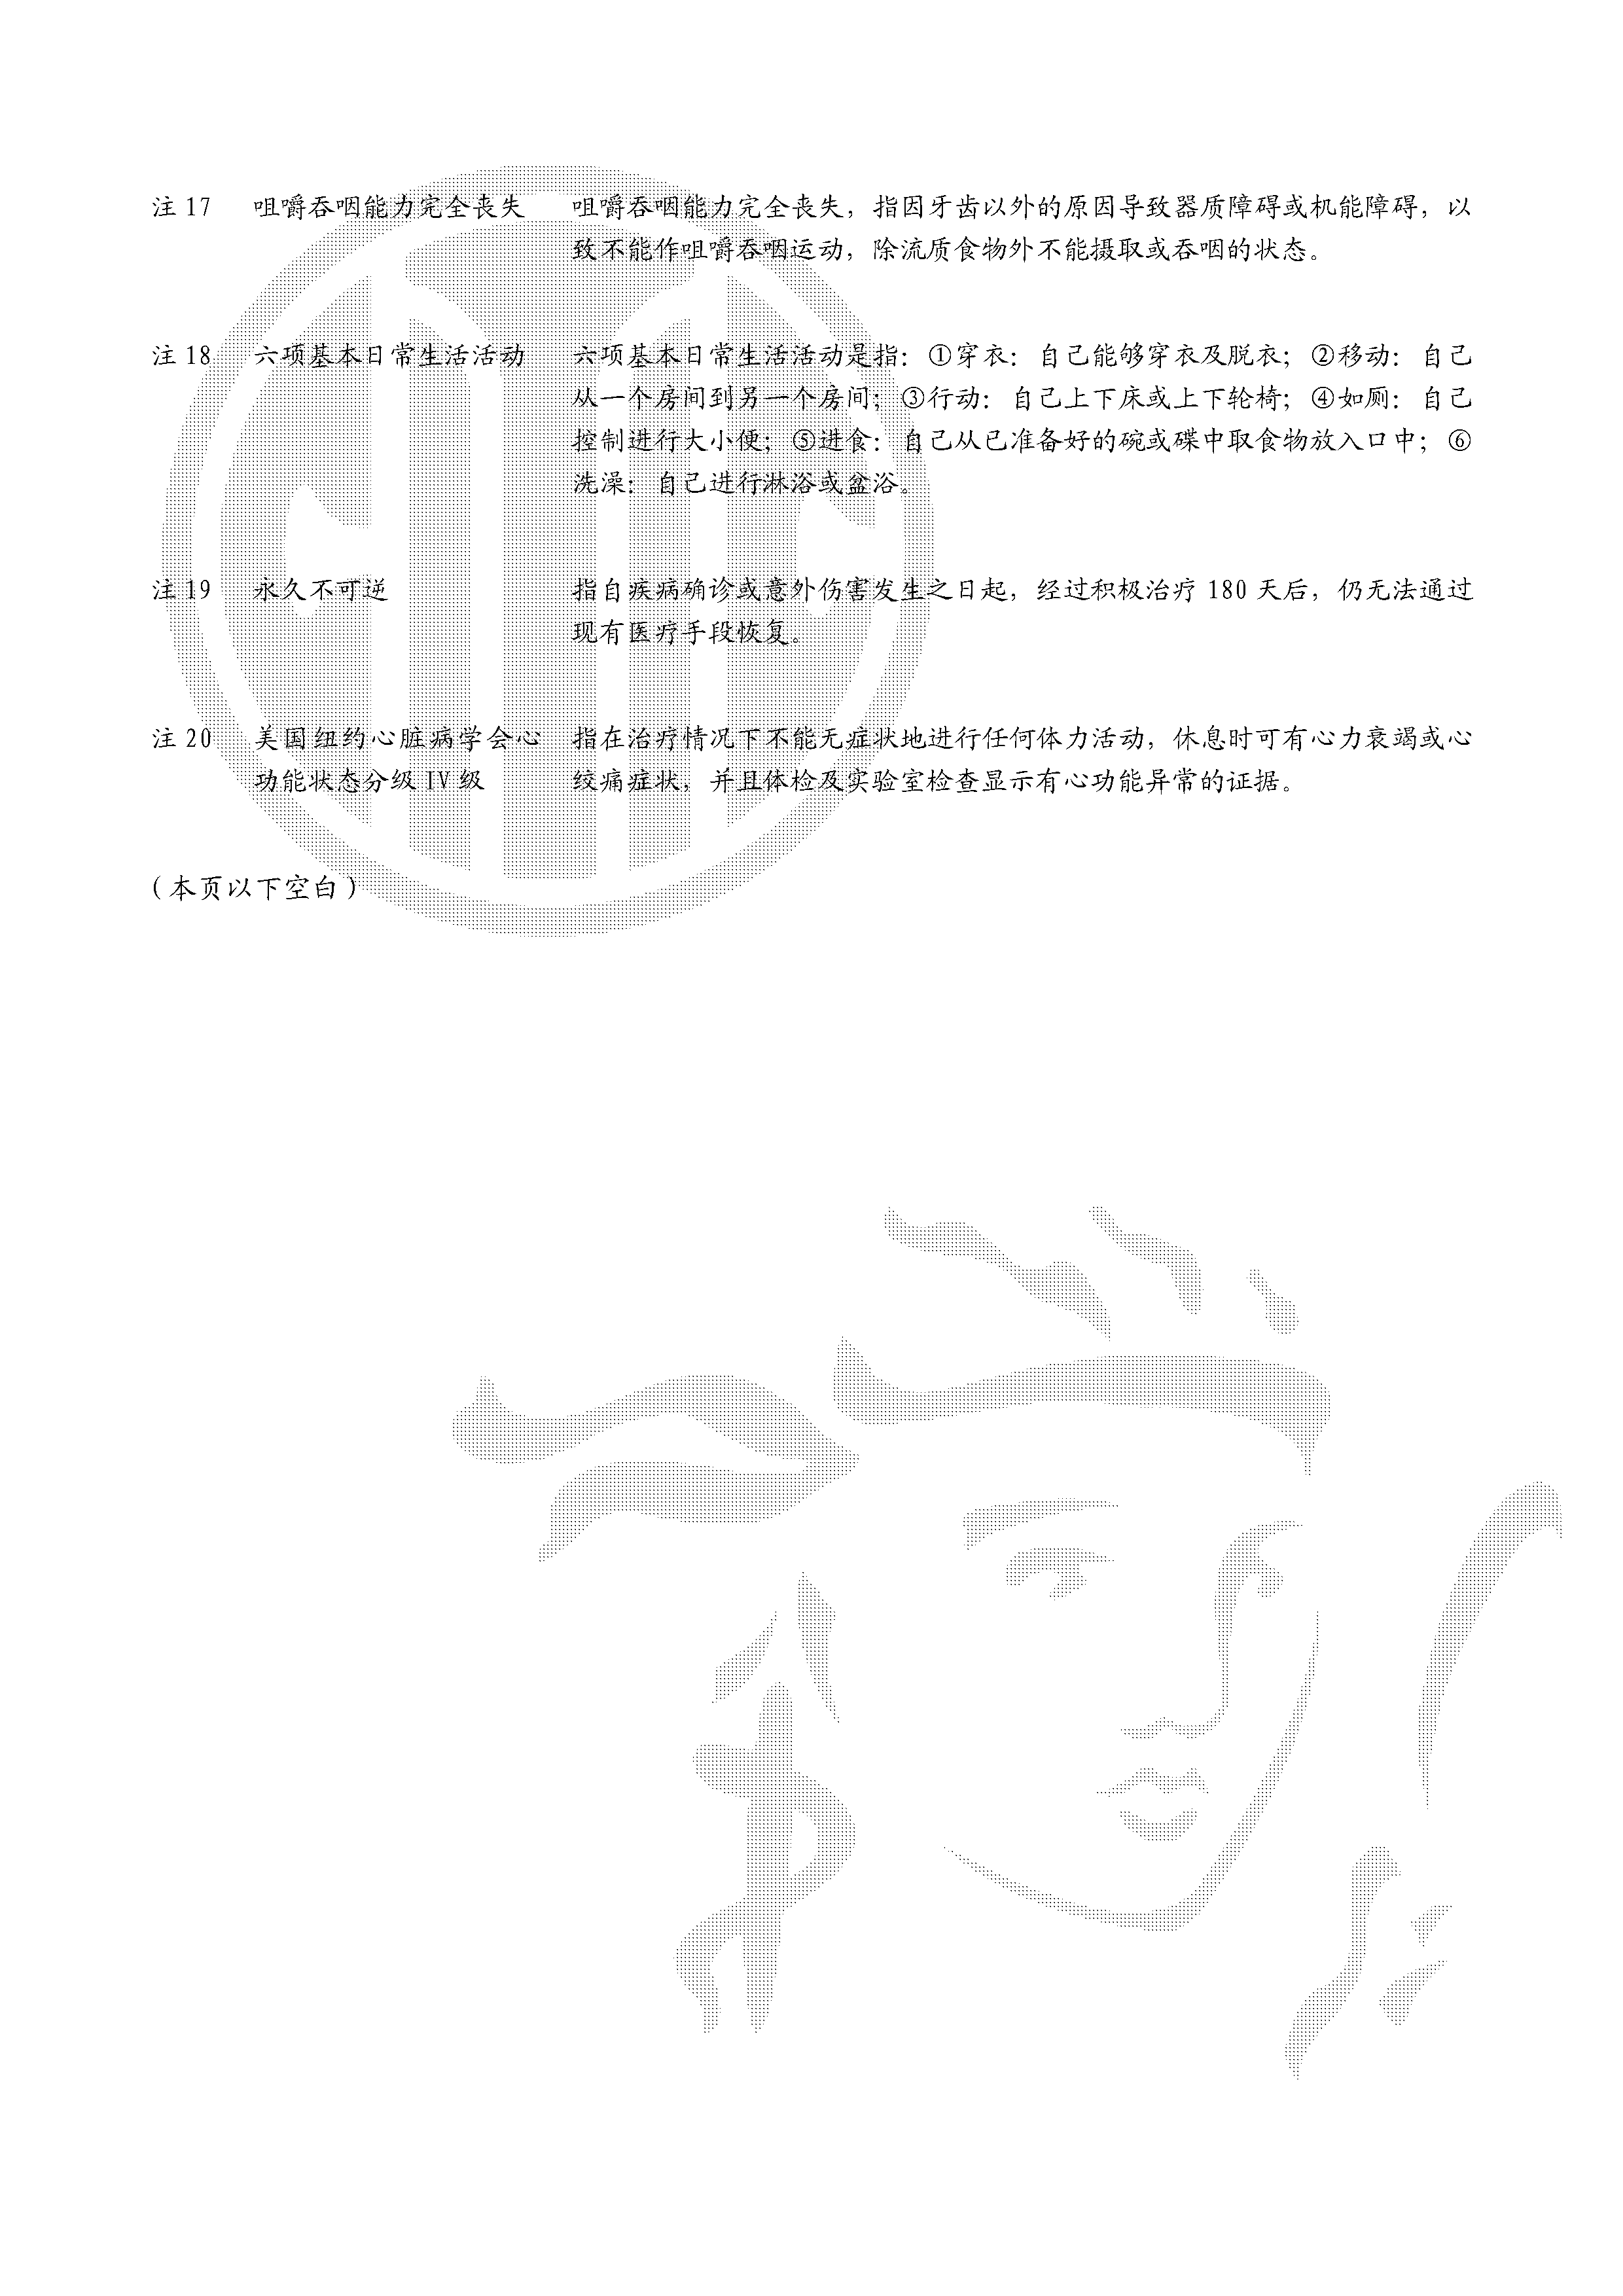 注 17 咀嚼吞咽能力完全丧失 咀嚼吞咽能力完全丧失，指因牙齿以外的原因导致器质障碍或机能障碍，以
致不能作咀嚼吞咽运动，除流质食物外不能摄取或吞咽的状态。
注 18 六项基本日常生活活动 六项基本日常生活活动是指：①穿衣：自己能够穿衣及脱衣；②移动：自己
从一个房间到另一个房间；③行动：自己上下床或上下轮椅；④如厕：自己
控制进行大小便；⑤进食：自己从已准备好的碗或碟中取食物放入口中；⑥
洗澡：自己进行淋浴或盆浴。
注 19 永久不可逆 指自疾病确诊或意外伤害发生之日起，经过积极治疗 180 天后，仍无法通过
现有医疗手段恢复。
注 20 美国纽约心脏病学会心 指在治疗情况下不能无症状地进行任何体力活动，休息时可有心力衰竭或心
功能状态分级 IV 级 绞痛症状，并且体检及实验室检查显示有心功能异常的证据。
（本页以下空白）